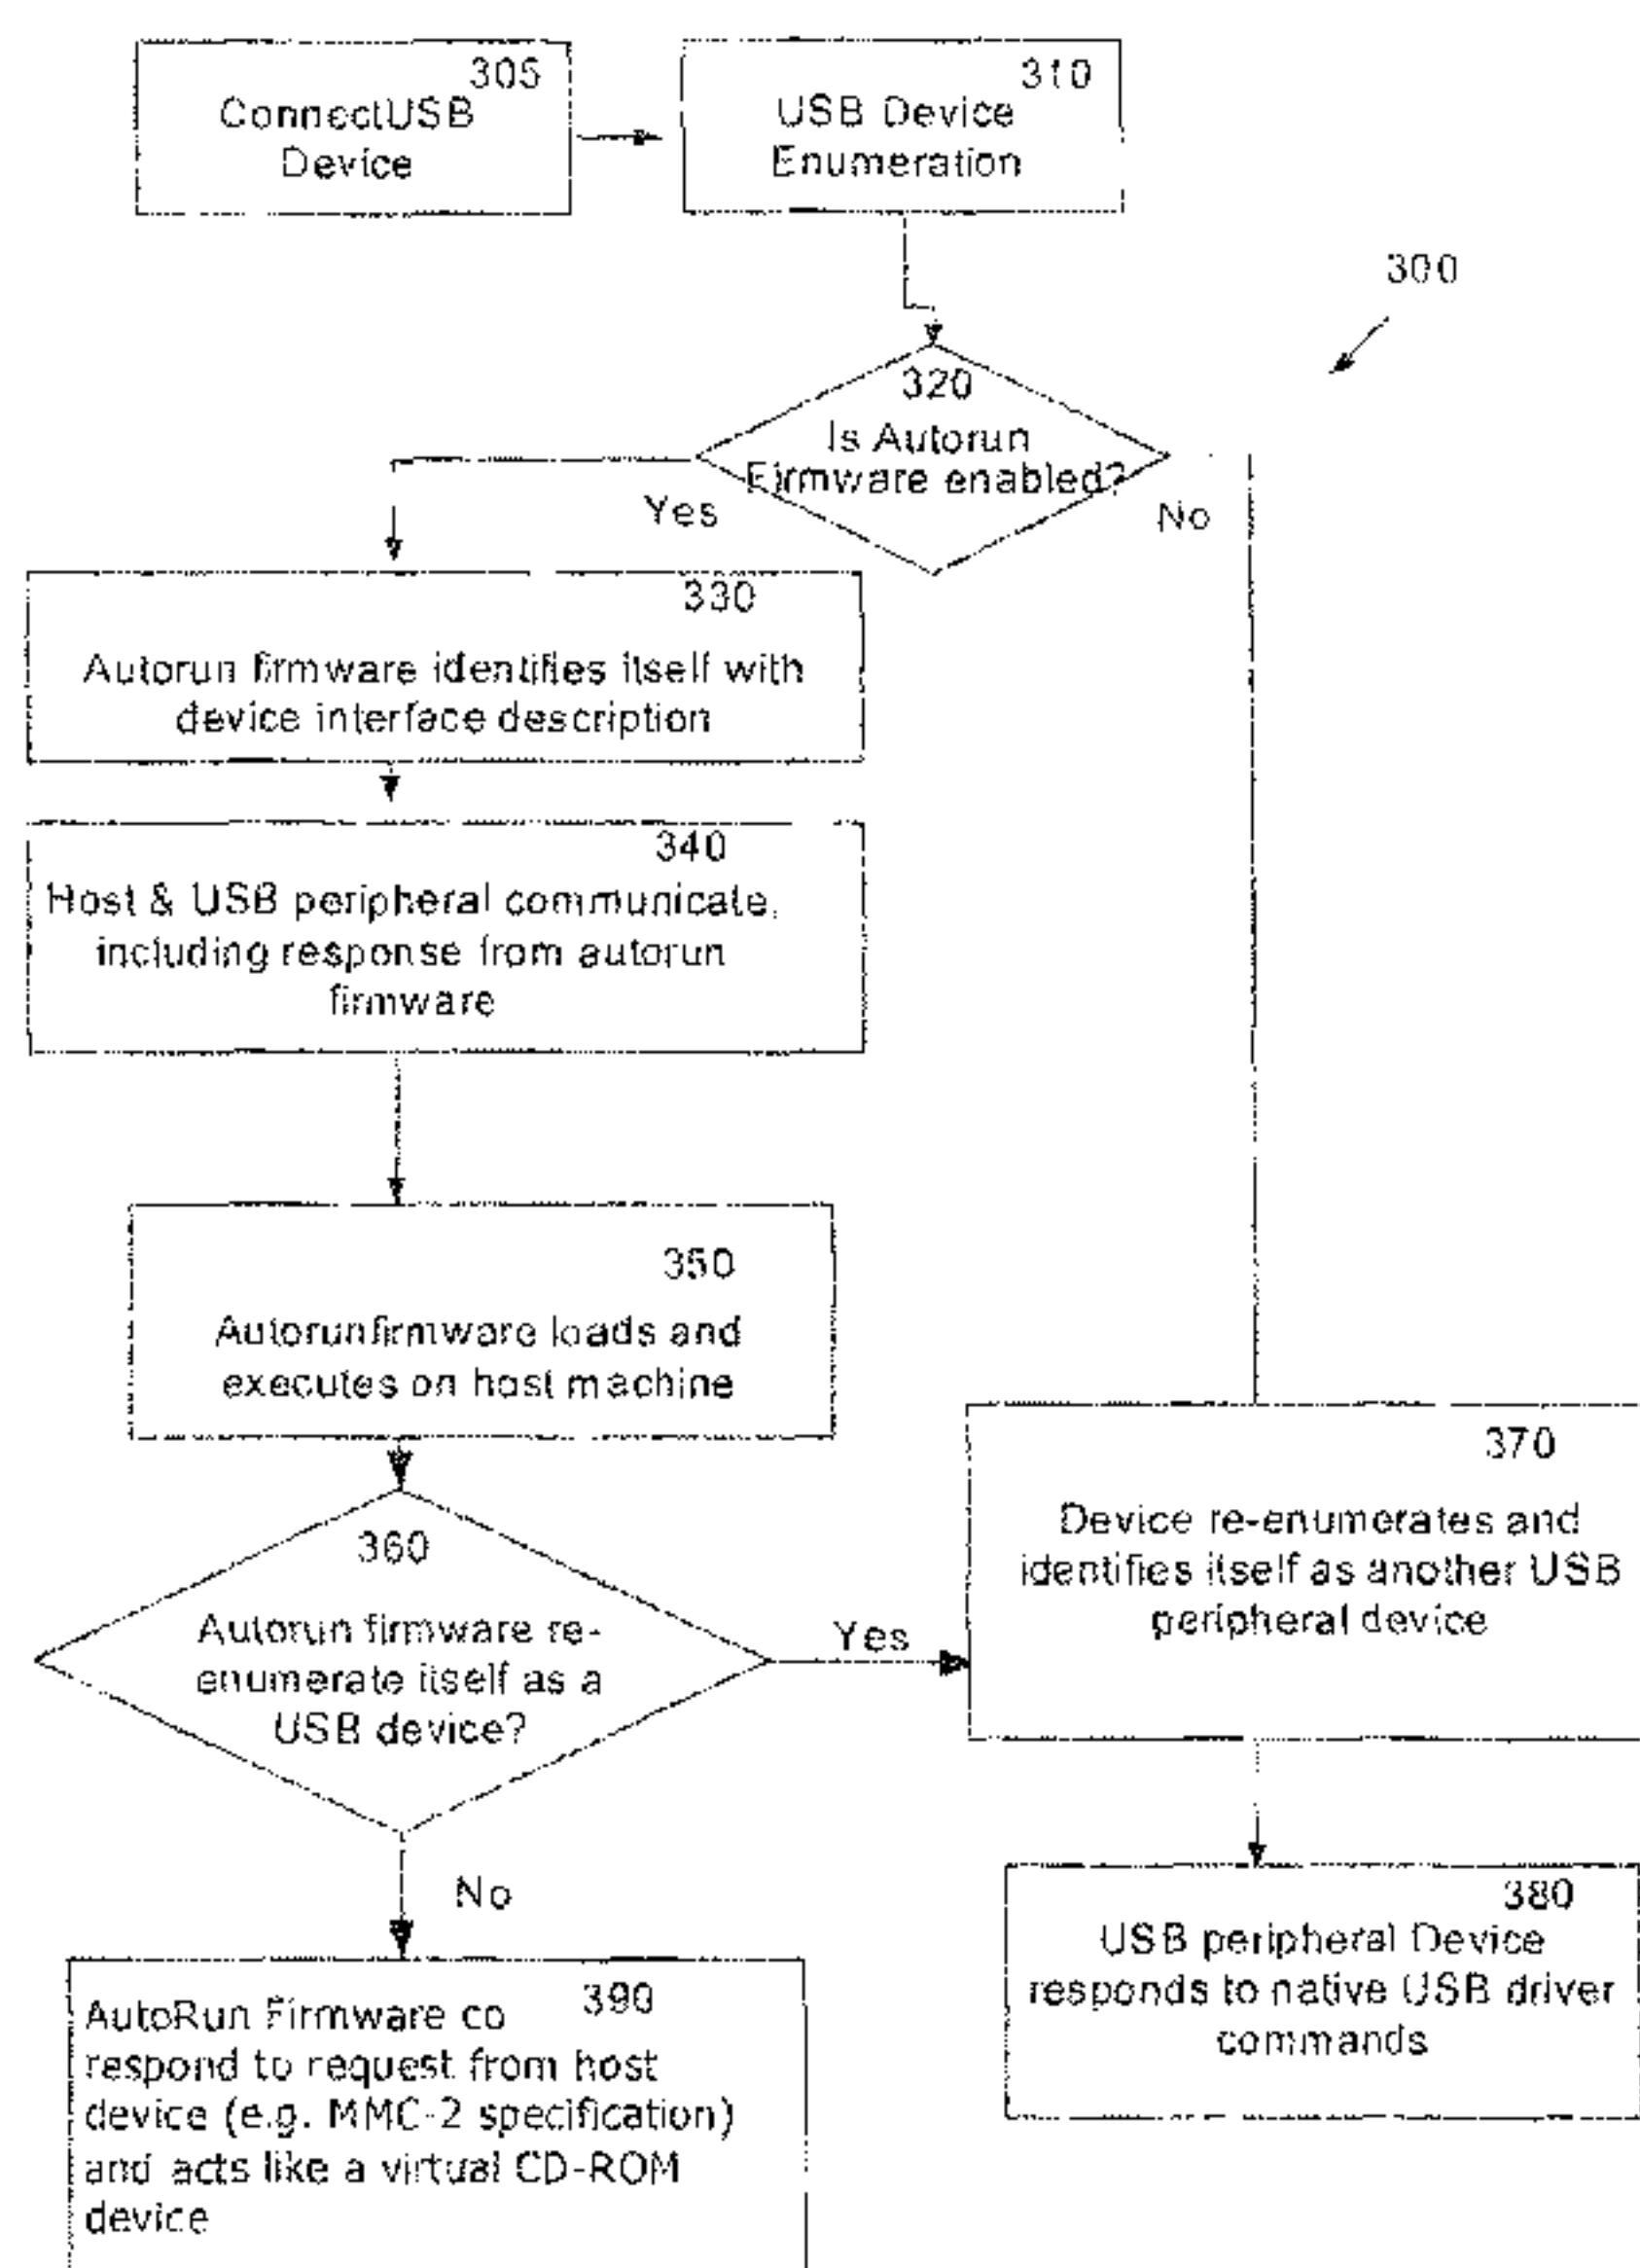 305
ConnectUSB
Device
310
USB Device
Enumeration
300
320
Is Autorun
Firmware enabled?
Yes
No
330
Autorun firmware identifies itself with
device interface description
340
Host & USB peripheral communicate,
including response from autorun
firmware
350
Autorunfirmware loads and
executes on host machine
360
Autorun firmware re-
enumerate itself as a
USB device?
Yes
No
370
Device re-enumerates and
identifies itself as another USB
peripheral device
380
USB peripheral Device
responds to native USB driver
commands
390
AutoRun Firmware co
respond to request from host
device (e.g. MMC-2 specification)
and acts like a virtual CD-ROM
device